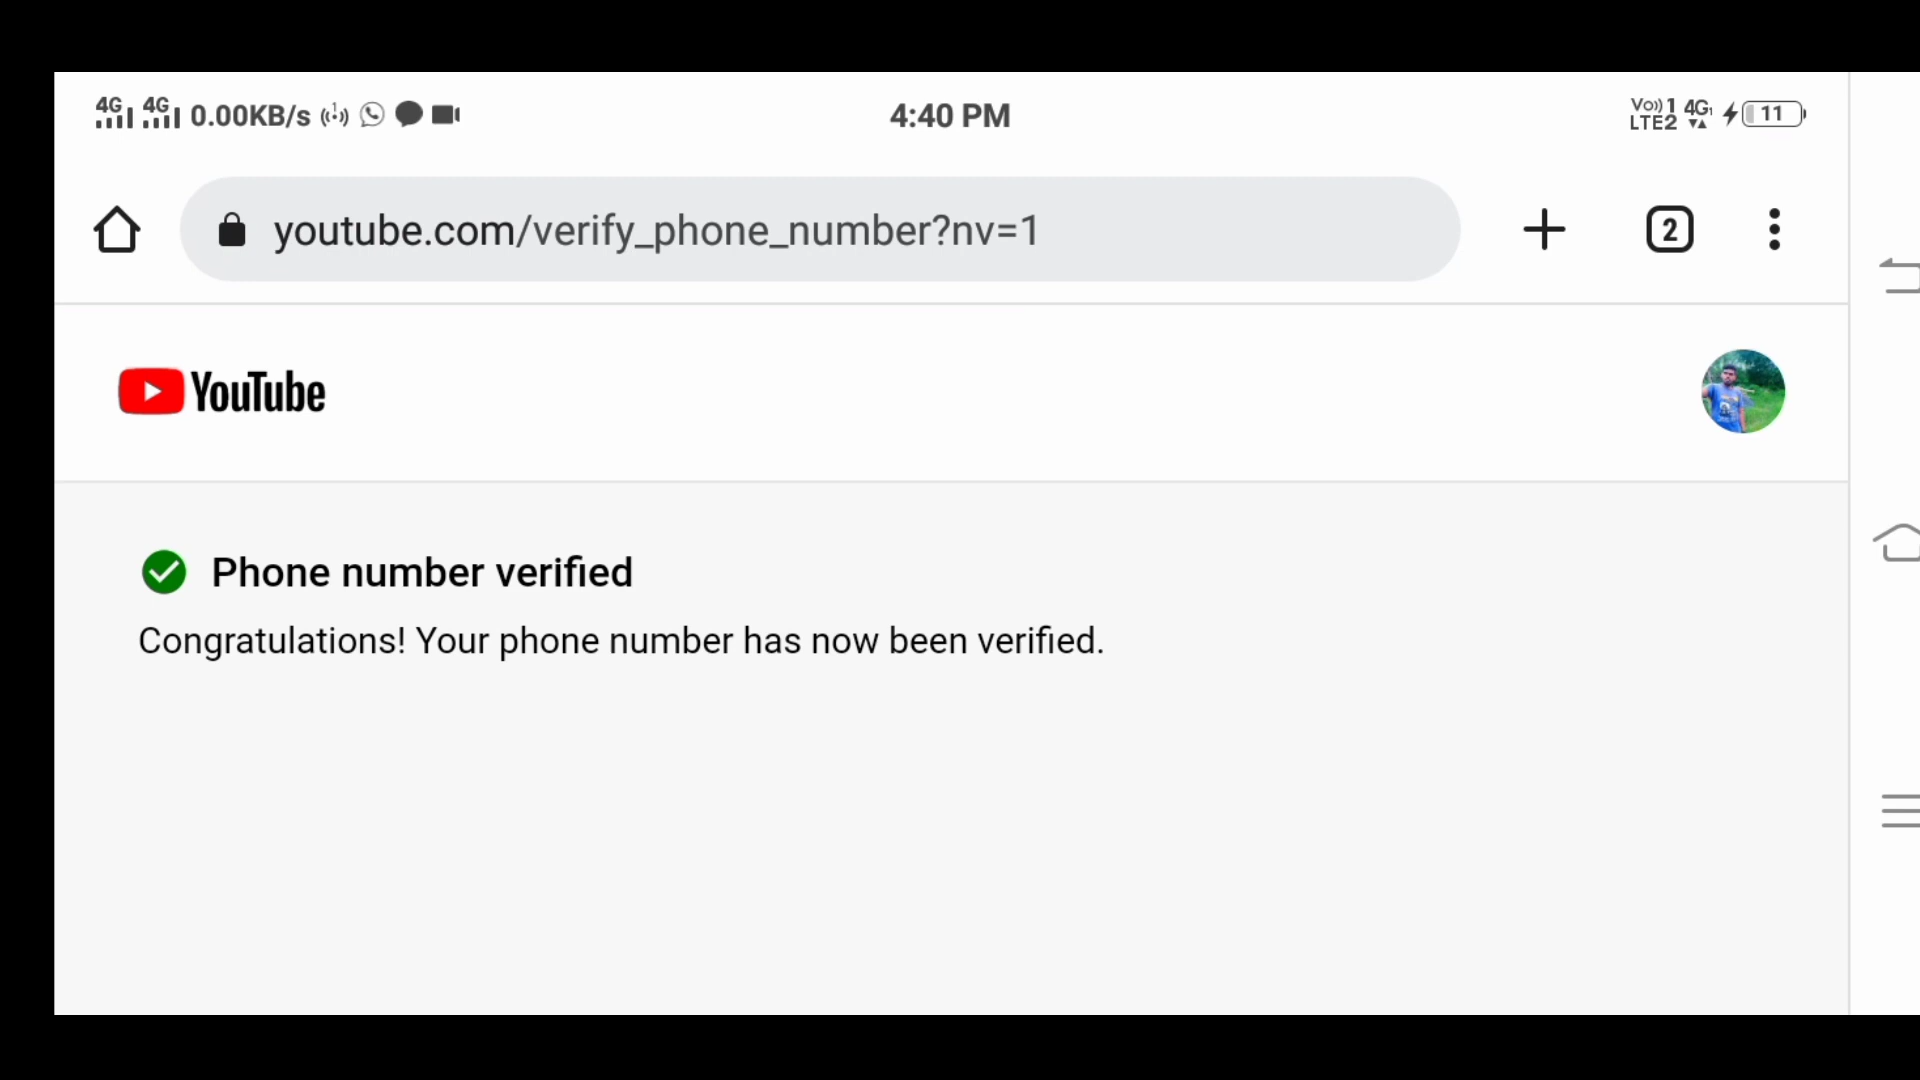 4G 4G 0.00KB/s 4:40 PM Vo)) 1 LTE2 4G 11
youtube.com/verify_phone_number?nv=1 2
YouTube
Phone number verified
Congratulations! Your phone number has now been verified.